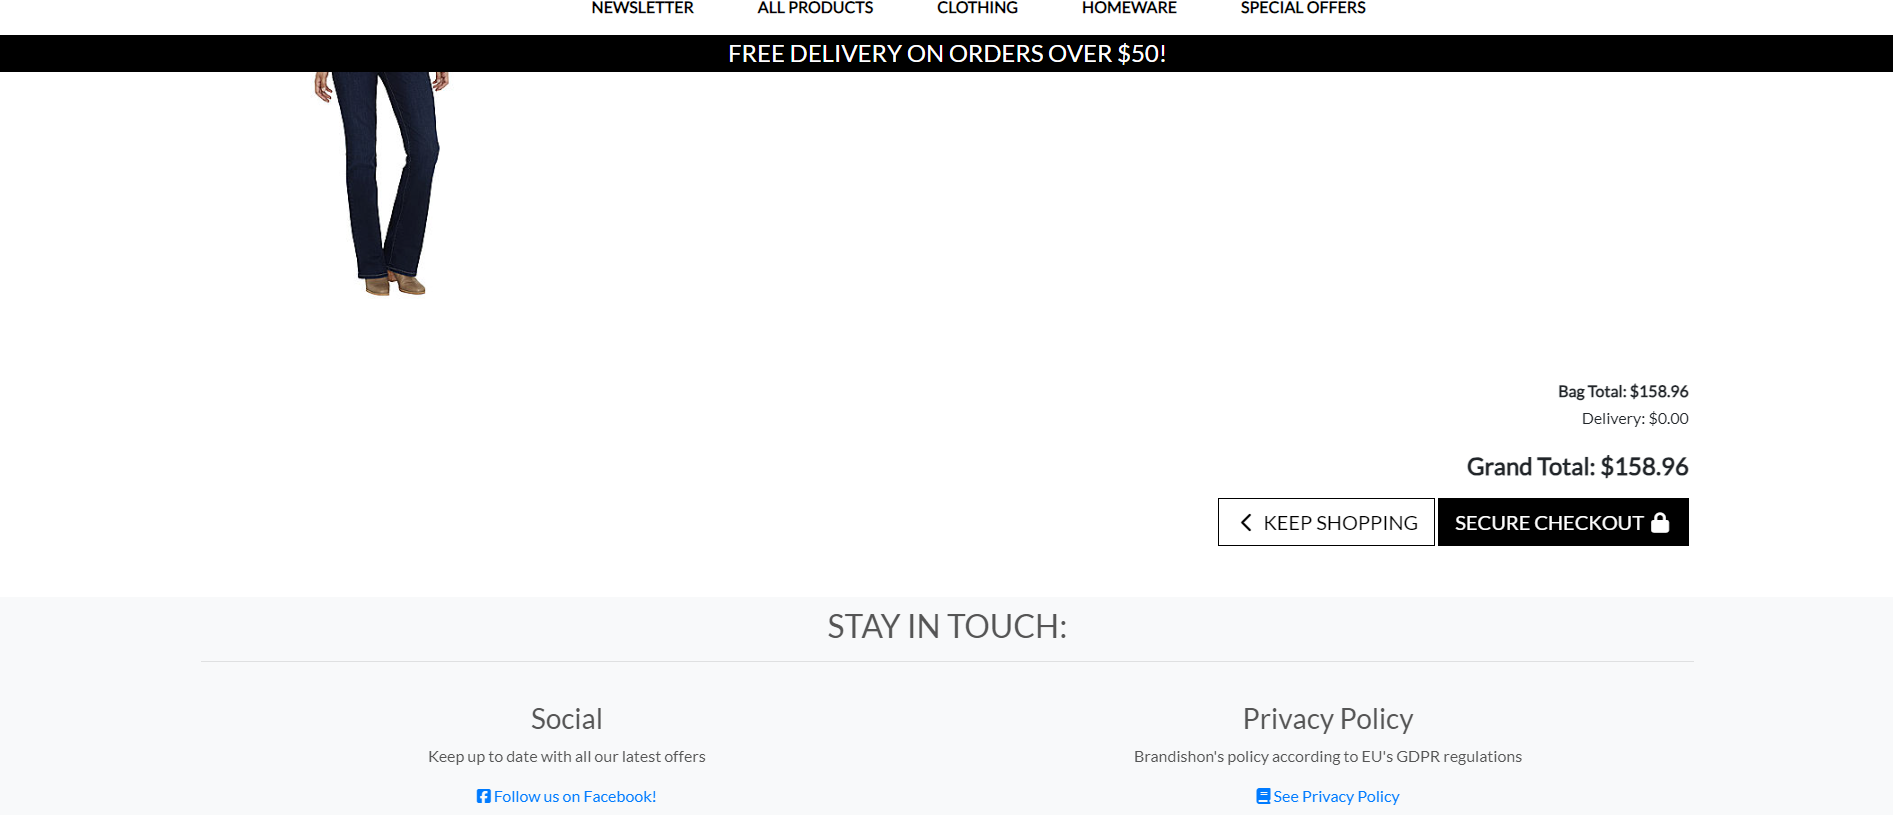 NEWSLETTER ALL PRODUCTS CLOTHING HOMEWARE SPECIAL OFFERS
FREE DELIVERY ON ORDERS OVER $50!
Bag Total: $158.96
Delivery: $0.00
Grand Total: $158.96
KEEP SHOPPING SECURE CHECKOUT
STAY IN TOUCH:
Social
Keep up to date with all our latest offers
Follow us on Facebook!
Privacy Policy
Brandishon's policy according to EU's GDPR regulations
See Privacy Policy